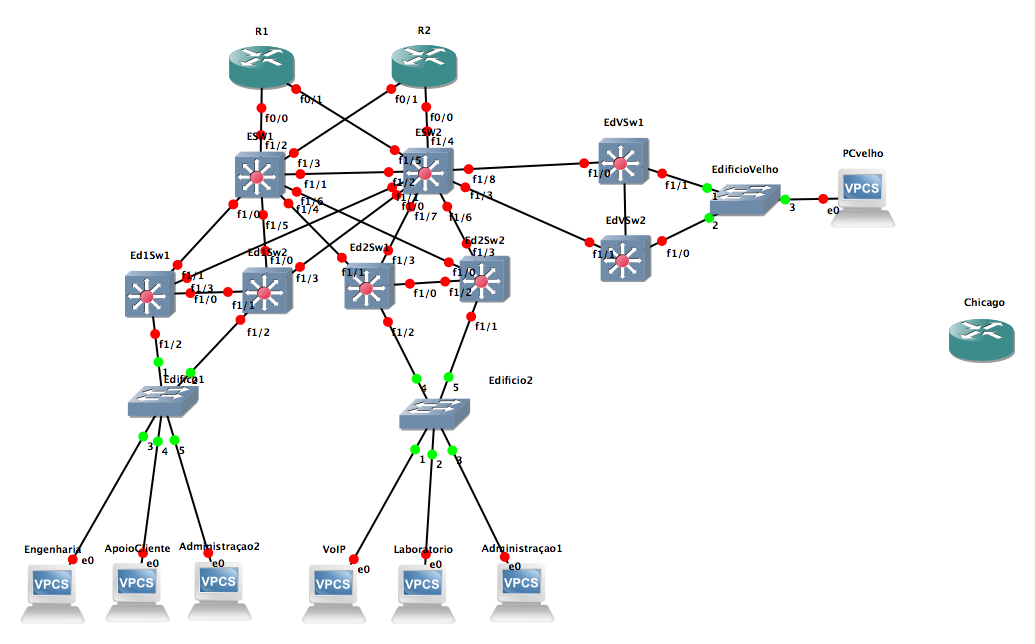 R1
R2
f0/1
f0/1
f0/0
f0/0
ESW1
f1/2
ESW2
f1/4
EdVSw1
f1/3
f1/5
EdificioVelho
PCvelho
f1/1
f1/2
f1/8
f1/0
f1/1
VPCS
f1/6
f1/4
f1/1
f1/0
f1/3
1
3
e0
f1/0
f1/5
f1/7
f1/6
EdVSw2
2
Ed1Sw1
Ed1Sw2
Ed2Sw1
Ed2Sw2
f1/3
f1/0
f1/3
f1/1
f1/0
f1/1
f1/0
f1/1
f1/3
f1/3
f1/0
f1/0
f1/2
f1/1
Chicago
f1/2
f1/2
f1/2
f1/1
1
Edifico1
4
5
Edificio2
3
4
5
1
2
3
Engenharia
ApoioCliente
Administraçao2
VoIP
Laboratorio
Administraçao1
e0
e0
e0
e0
e0
e0
VPCS
VPCS
VPCS
VPCS
VPCS
VPCS